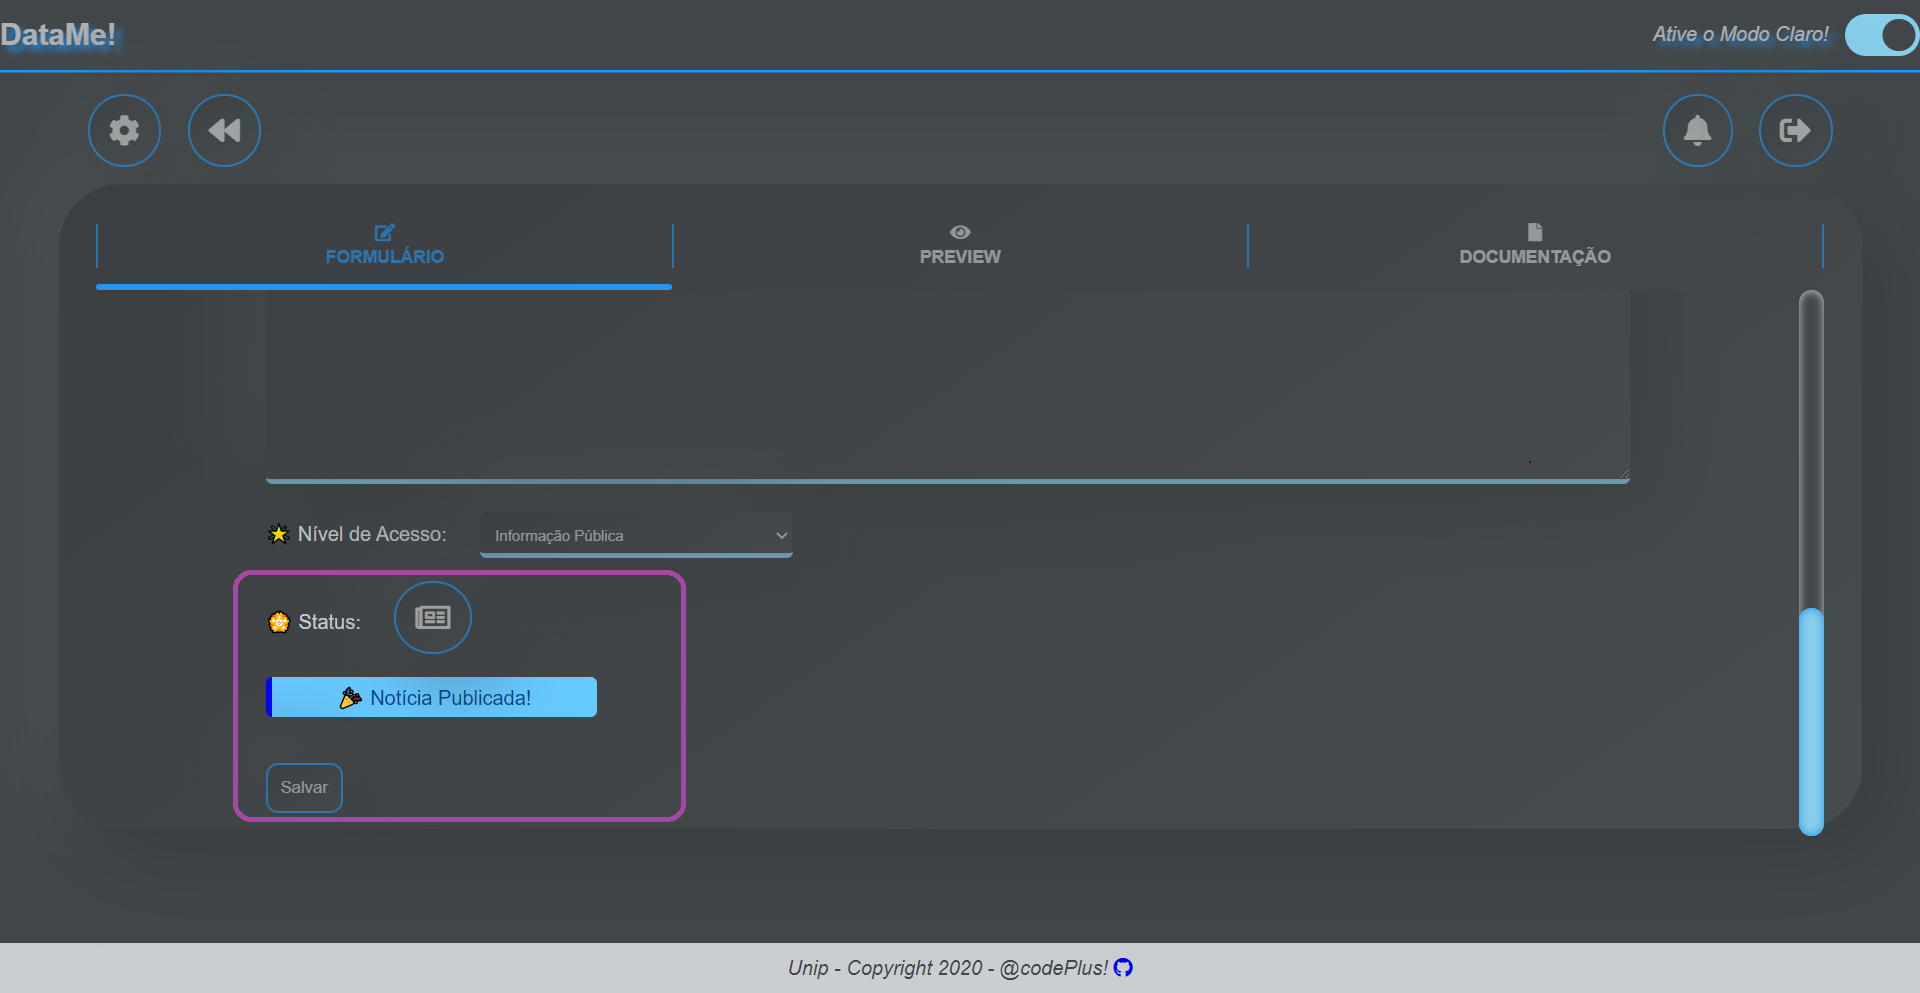 DataMe!
Ative o Modo Claro!
FORMULÁRIO
PREVIEW
DOCUMENTAÇÃO
Nível de Acesso:
Informação Pública
Status:
Notícia Publicada!
Salvar
Unip - Copyright 2020 - @codePlus!